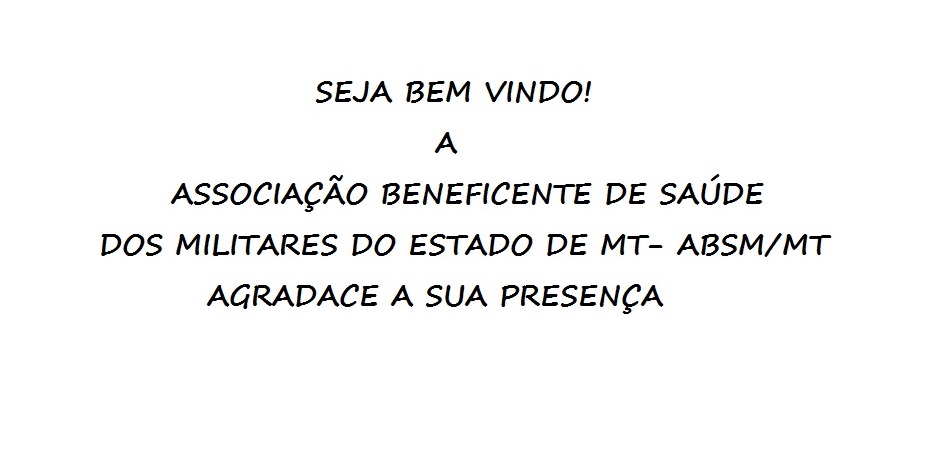 SEJA BEM VINDO!
A
ASSOCIAÇÃO BENEFICENTE DE SAÚDE
DOS MILITARES DO ESTADO DE MT- ABSM/MT
AGRADACE A SUA PRESENÇA